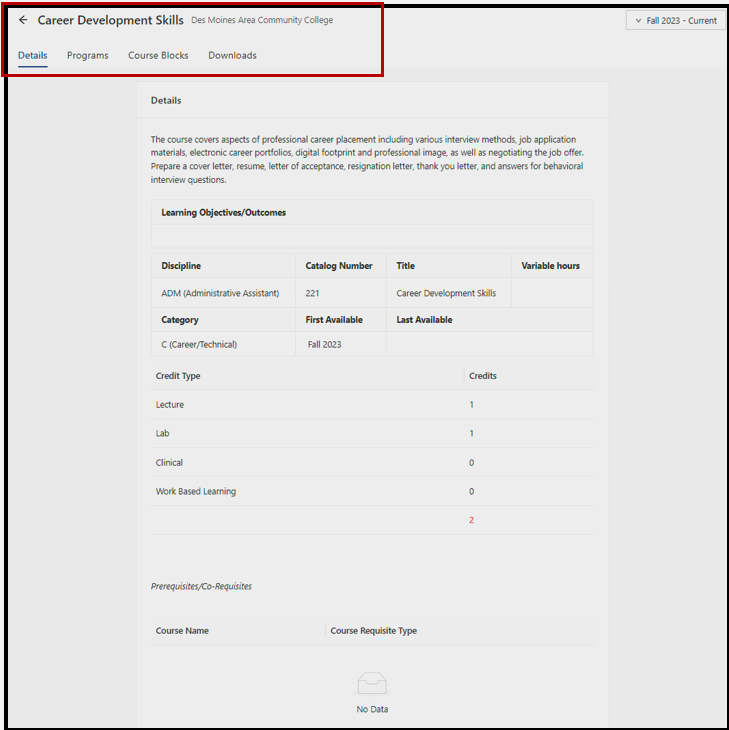 Career Development Skills Des Moines Area Community College
Fall 2023 - Current
Details Programs Course Blocks Downloads
Details
The course covers aspects of professional career placement including various interview methods, job application
materials, electronic career portfolios, digital footprint and professional image, as well as negotiating the job offer.
Prepare a cover letter, resume, letter of acceptance, resignation letter, thank you letter, and answers for behavioral
interview questions.
Learning Objectives/Outcomes
Discipline Catalog Number Title Variable hours
ADM (Administrative Assistant) 221 Career Development Skills
Category First Available Last Available
C (Career/Technical) Fall 2023
Credit Type Credits
Lecture 1
Lab 1
Clinical 0
Work Based Learning 0
2
Prerequisites/Co-Requisites
Course Name Course Requisite Type
No Data